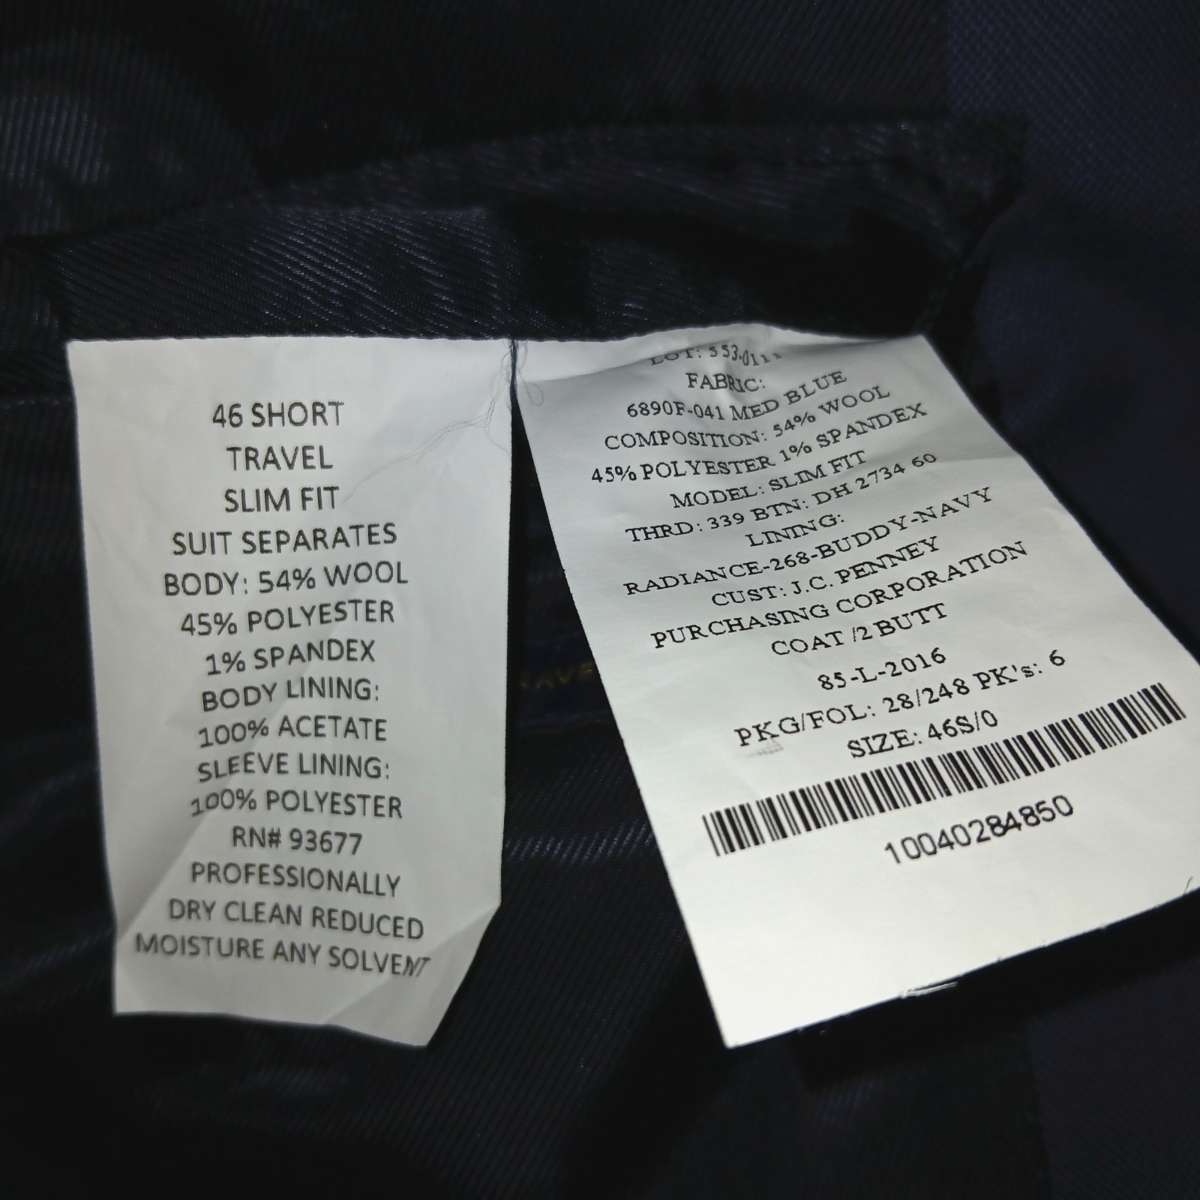 46 SHORT
TRAVEL
SLIM FIT
SUIT SEPARATES
BODY: 54% WOOL
45% POLYESTER
1% SPANDEX
BODY LINING:
100% ACETATE
SLEEVE LINING:
100% POLYESTER
RN# 93677
PROFESSIONALLY
DRY CLEAN REDUCED
MOISTURE ANY SOLVENT
LOT:
FABRIC:
6890F-041 MED BLUE
COMPOSITION: 54% WOOL
45% POLYESTER 1% SPANDEX
MODEL: SLIM FIT
THRD: 339 BTN: DH 2734 60
LINING:
RADIANCE-268-BUDDY-NAVY
CUST: J.C. PENNEY
PURCHASING CORPORATION
COAT /2 BUTT
85-L-2016
PKG/FOL: 28/248 PK's: 6
SIZE: 46S/0
10040284850